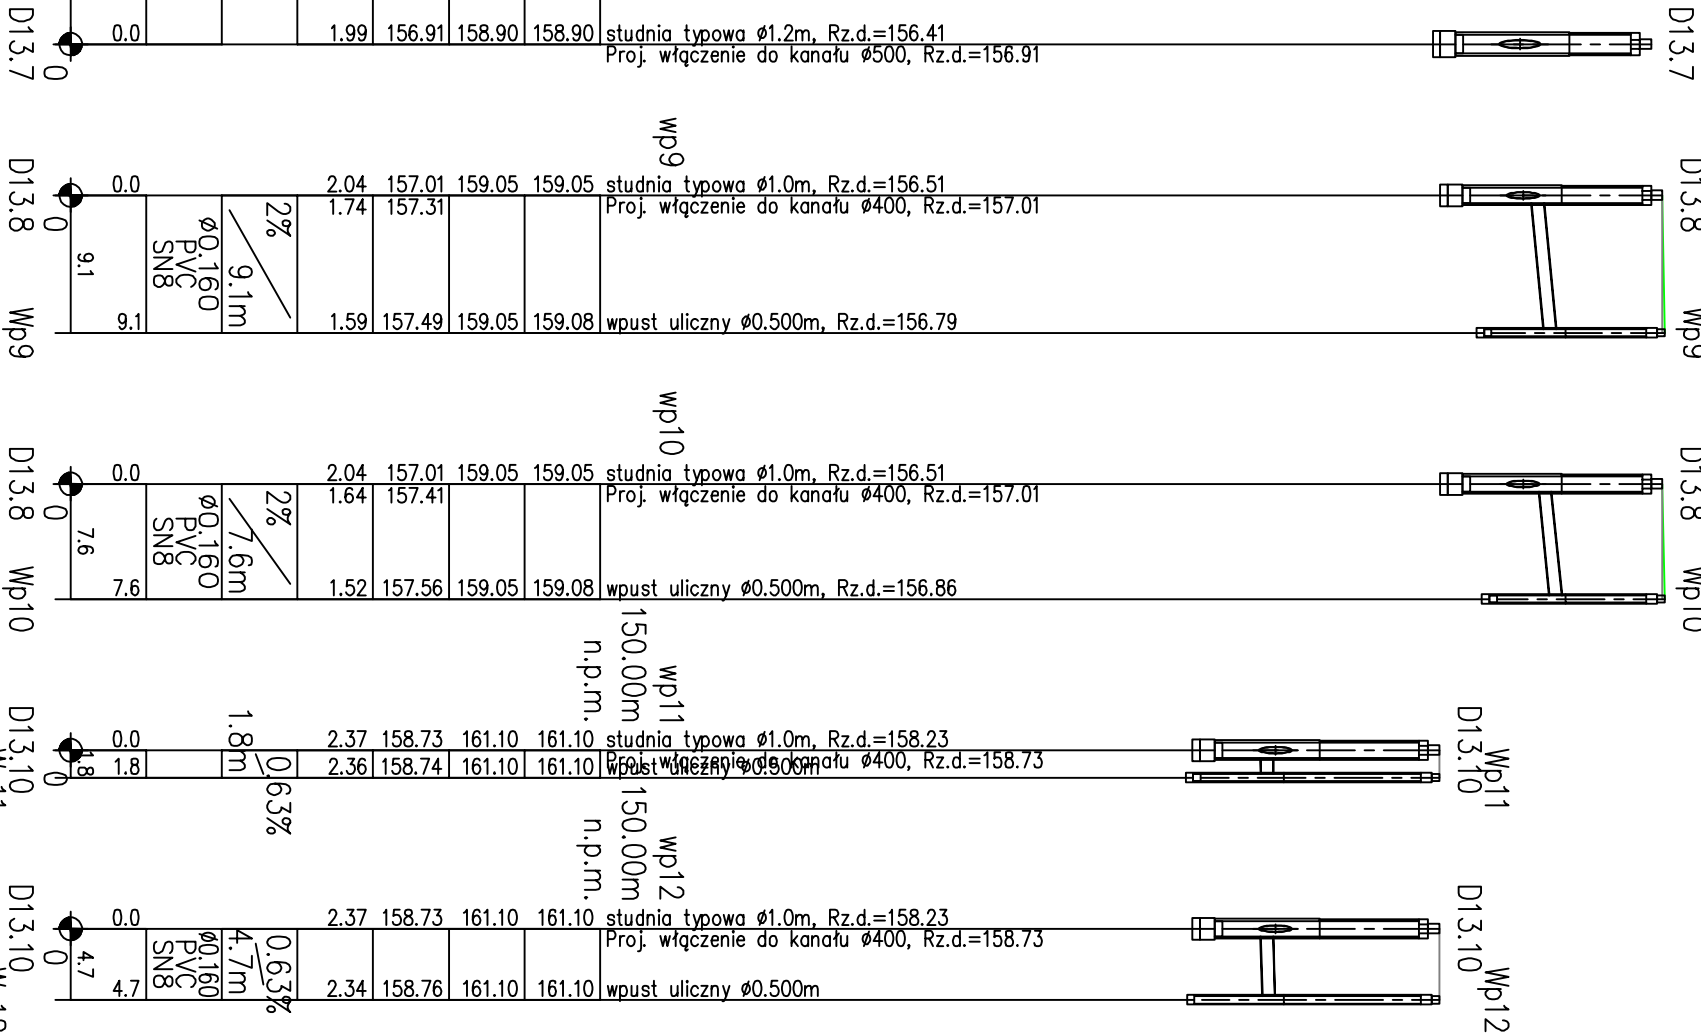 D13.7
0
0.0
1.99 156.91 158.90 158.90 studnia typowa ø1.2m, Rz.d.=156.41
Proj. włączenie do kanału ø500, Rz.d.=156.91
D13.7
wp9
D13.8
0
0.0
2.04 157.01 159.05 159.05 studnia typowa ø1.0m, Rz.d.=156.51
1.74 157.31 Proj. włączenie do kanału ø400, Rz.d.=157.01
D13.8
9.1
ø0.160
PVC
SN8
2%
9.1m
Wp9
9.1
1.59 157.49 159.05 159.08 wpust uliczny ø0.500m, Rz.d.=156.79
Wp9
wp10
D13.8
0
0.0
2.04 157.01 159.05 159.05 studnia typowa ø1.0m, Rz.d.=156.51
1.64 157.41 Proj. włączenie do kanału ø400, Rz.d.=157.01
D13.8
7.6
ø0.160
PVC
SN8
2%
7.6m
Wp10
7.6
1.52 157.56 159.05 159.08 wpust uliczny ø0.500m, Rz.d.=156.86
Wp10
150.00m
n.p.m.
wp11
D13.10
0
0.0
2.37 158.73 161.10 161.10 studnia typowa ø1.0m, Rz.d.=158.23
Proj. włączenie do kanału ø400, Rz.d.=158.73
1.8
1.8
2.36 158.74 161.10 161.10 wpust uliczny ø0.500m
1.8m
0.63%
D13.10
Wp11
150.00m
n.p.m.
wp12
D13.10
0
0.0
2.37 158.73 161.10 161.10 studnia typowa ø1.0m, Rz.d.=158.23
Proj. włączenie do kanału ø400, Rz.d.=158.73
4.7
ø0.160
PVC
SN8
0.63%
4.7m
4.7
2.34 158.76 161.10 161.10 wpust uliczny ø0.500m
D13.10
Wp12